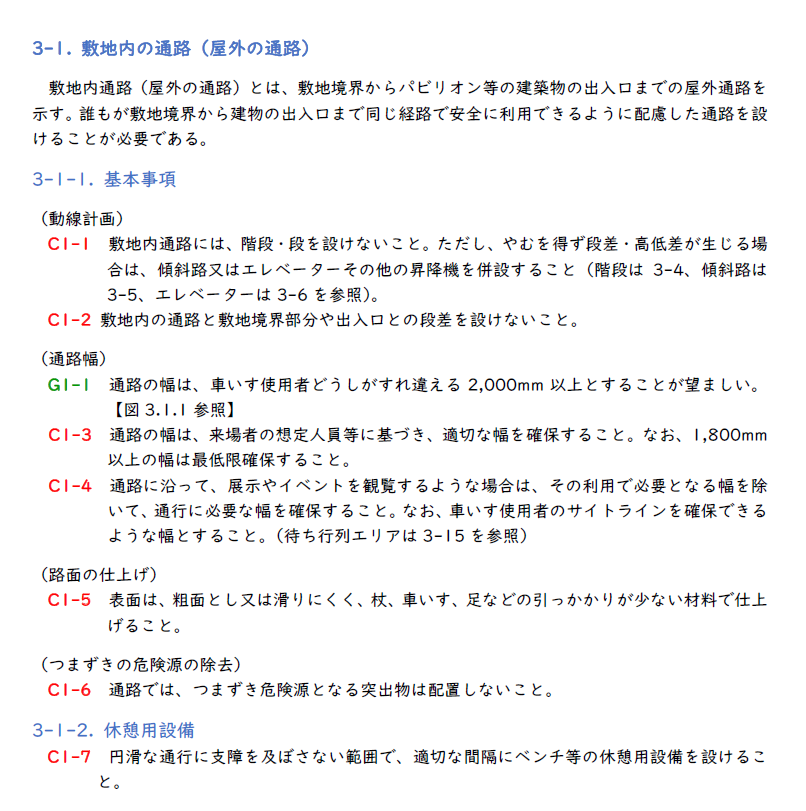 3-1. 敷地内の通路（屋外の通路）
敷地内通路（屋外の通路）とは、敷地境界からパビリオン等の建築物の出入口までの屋外通路を
示す。誰もが敷地境界から建物の出入口まで同じ経路で安全に利用できるように配慮した通路を設
けることが必要である。
3-1-1. 基本事項
（動線計画）
C1-1 敷地内通路には、階段・段を設けないこと。ただし、やむを得ず段差・高低差が生じる場
合は、傾斜路又はエレベーターその他の昇降機を併設すること（階段は 3-4、傾斜路は
3-5、エレベーターは 3-6 を参照）。
C1-2 敷地内の通路と敷地境界部分や出入口との段差を設けないこと。
（通路幅）
G1-1 通路の幅は、車いす使用者どうしがすれ違える 2,000mm 以上とすることが望ましい。
【図 3.1.1 参照】
C1-3 通路の幅は、来場者の想定人員等に基づき、適切な幅を確保すること。なお、1,800mm
以上の幅は最低限確保すること。
C1-4 通路に沿って、展示やイベントを観覧するような場合は、その利用で必要となる幅を除
いて、通行に必要な幅を確保すること。なお、車いす使用者のサイトラインを確保できる
ような幅とすること。（待ち行列エリアは 3-15 を参照）
（路面の仕上げ）
C1-5 表面は、粗面とし又は滑りにくく、杖、車いす、足などの引っかかりが少ない材料で仕上
げること。
（つまずきの危険源の除去）
C1-6 通路では、つまずき危険源となる突出物は配置しないこと。
3-1-2. 休憩用設備
C1-7 円滑な通行に支障を及ぼさない範囲で、適切な間隔にベンチ等の休憩用設備を設けるこ
と。